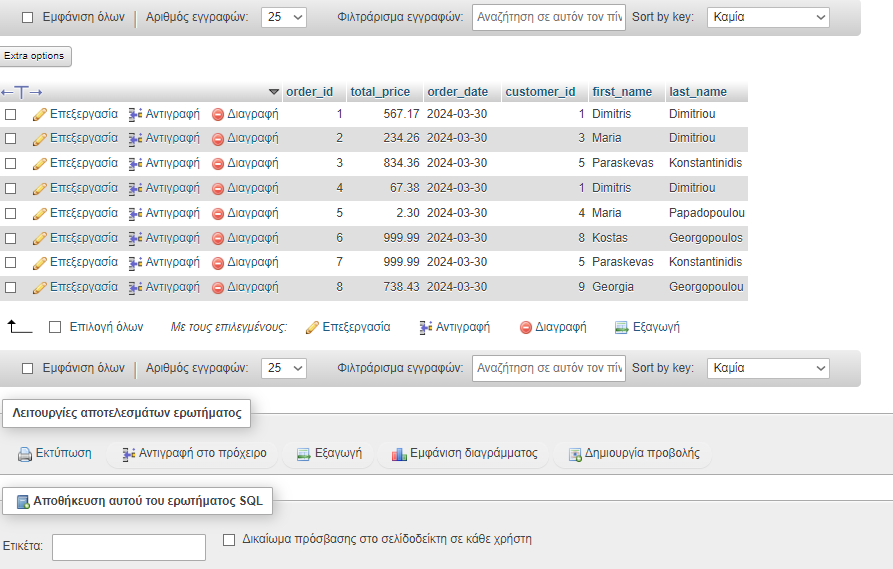 Εμφάνιση όλων | Αριθμός εγγραφών: 25 Φιλτράρισμα εγγραφών: Αναζήτηση σε αυτόν τον πίν Sort by key: Καμία
Extra options
←T→ order_id total_price order_date customer_id first_name last_name
Επεξεργασία Αντιγραφή Διαγραφή 1 567.17 2024-03-30 1 Dimitris Dimitriou
Επεξεργασία Αντιγραφή Διαγραφή 2 234.26 2024-03-30 3 Maria Dimitriou
Επεξεργασία Αντιγραφή Διαγραφή 3 834.36 2024-03-30 5 Paraskevas Konstantinidis
Επεξεργασία Αντιγραφή Διαγραφή 4 67.38 2024-03-30 1 Dimitris Dimitriou
Επεξεργασία Αντιγραφή Διαγραφή 5 2.30 2024-03-30 4 Maria Papadopoulou
Επεξεργασία Αντιγραφή Διαγραφή 6 999.99 2024-03-30 8 Kostas Georgopoulos
Επεξεργασία Αντιγραφή Διαγραφή 7 999.99 2024-03-30 5 Paraskevas Konstantinidis
Επεξεργασία Αντιγραφή Διαγραφή 8 738.43 2024-03-30 9 Georgia Georgopoulou
Επιλογή όλων Με τους επιλεγμένους: Επεξεργασία Αντιγραφή Διαγραφή Εξαγωγή
Εμφάνιση όλων | Αριθμός εγγραφών: 25 Φιλτράρισμα εγγραφών: Αναζήτηση σε αυτόν τον πίν Sort by key: Καμία
Λειτουργίες αποτελεσμάτων ερωτήματος
Εκτύπωση Αντιγραφή στο πρόχειρο Εξαγωγή Εμφάνιση διαγράμματος Δημιουργία προβολής
Αποθήκευση αυτού του ερωτήματος SQL
Ετικέτα: Δικαίωμα πρόσβασης στο σελιδοδείκτη σε κάθε χρήστη